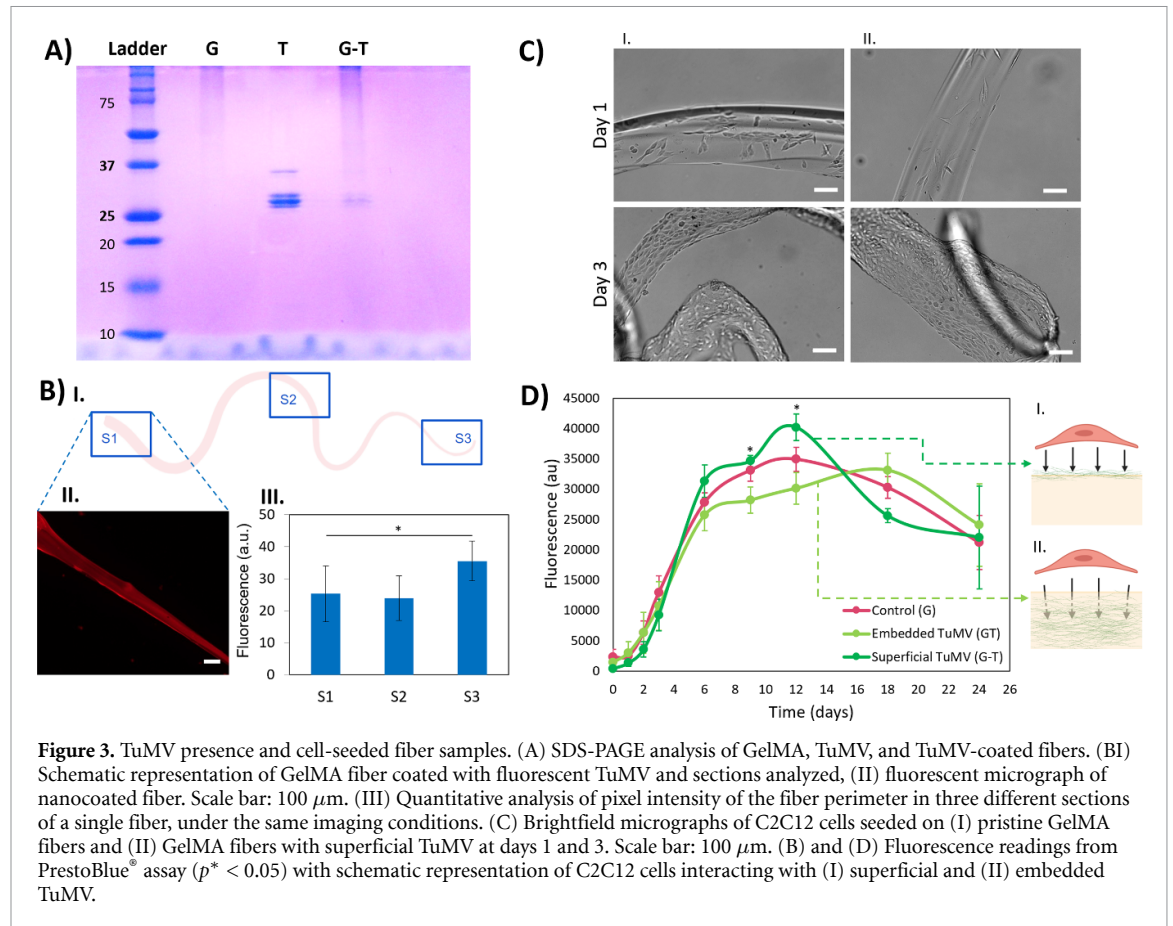 A)
Ladder G T G-T
75
37
25
20
15
10
B) I.
S1
S2
S3
II.
III.
Fluorescence (a.u.)
50
40
30
20
10
0
*
S1 S2 S3
C)
I. II.
Day 1
Day 3
D)
Fluorescence (au)
45000
40000
35000
30000
25000
20000
15000
10000
5000
0
*
*
Control (G)
Embedded TuMV (GT)
Superficial TuMV (G-T)
0 2 4 6 8 10 12 14 16 18 20 22 24 26
Time (days)
I.
II.
Figure 3. TuMV presence and cell-seeded fiber samples. (A) SDS-PAGE analysis of GelMA, TuMV, and TuMV-coated fibers. (BI)
Schematic representation of GelMA fiber coated with fluorescent TuMV and sections analyzed, (II) fluorescent micrograph of
nanocoated fiber. Scale bar: 100 μm. (III) Quantitative analysis of pixel intensity of the fiber perimeter in three different sections
of a single fiber, under the same imaging conditions. (C) Brightfield micrographs of C2C12 cells seeded on (I) pristine GelMA
fibers and (II) GelMA fibers with superficial TuMV at days 1 and 3. Scale bar: 100 μm. (B) and (D) Fluorescence readings from
PrestoBlue® assay (p* < 0.05) with schematic representation of C2C12 cells interacting with (I) superficial and (II) embedded
TuMV.